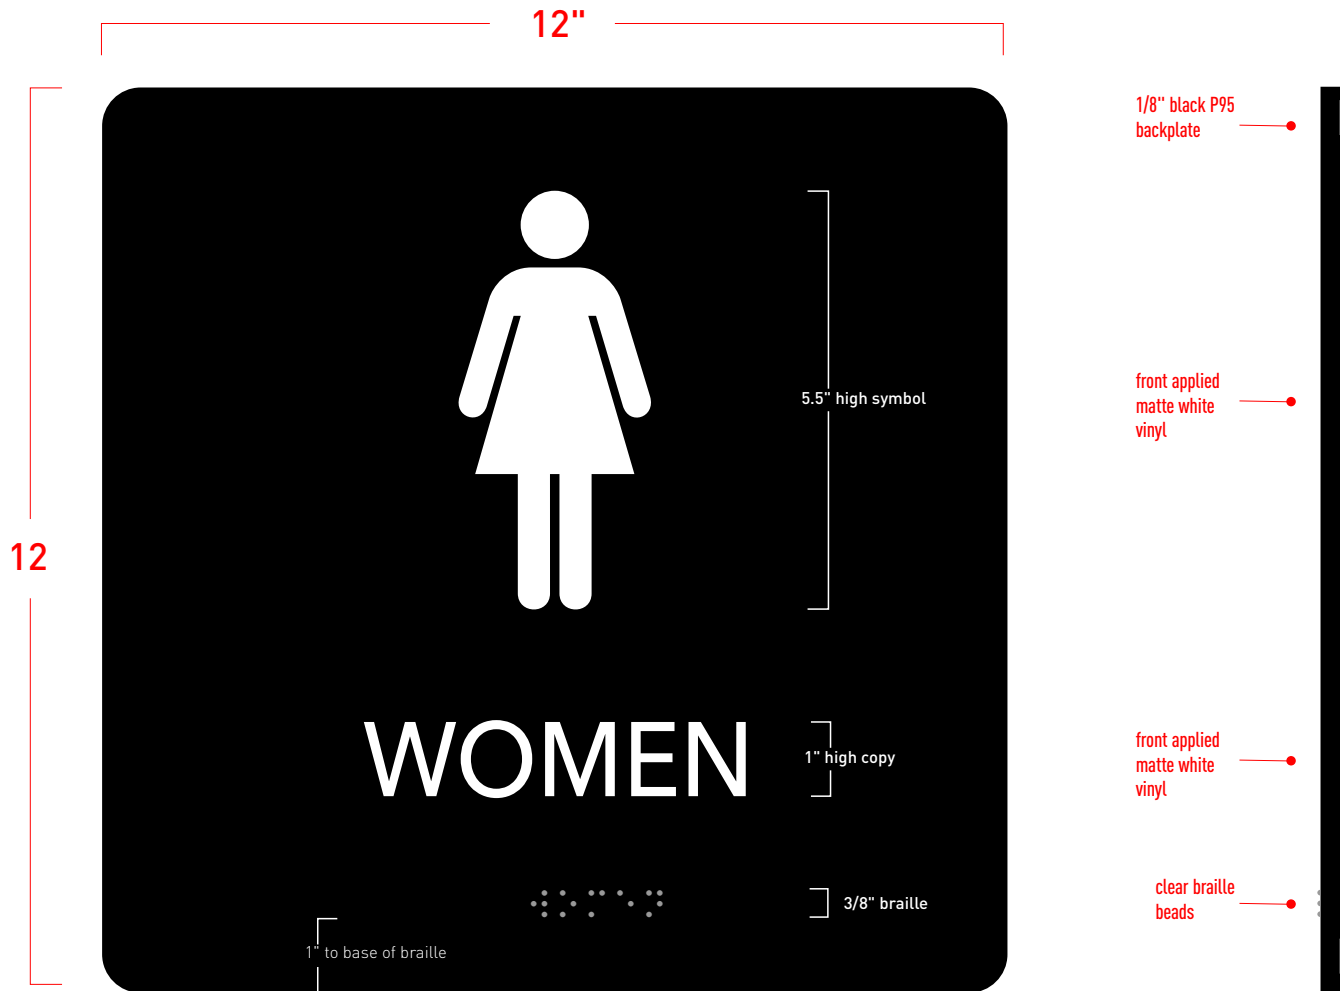 12"
1/8" black P95
backplate
5.5" high symbol
front applied
matte white
vinyl
12
WOMEN
1" high copy
front applied
matte white
vinyl
⠺⠕⠍⠑⠝
3/8" braille
clear braille
beads
1" to base of braille